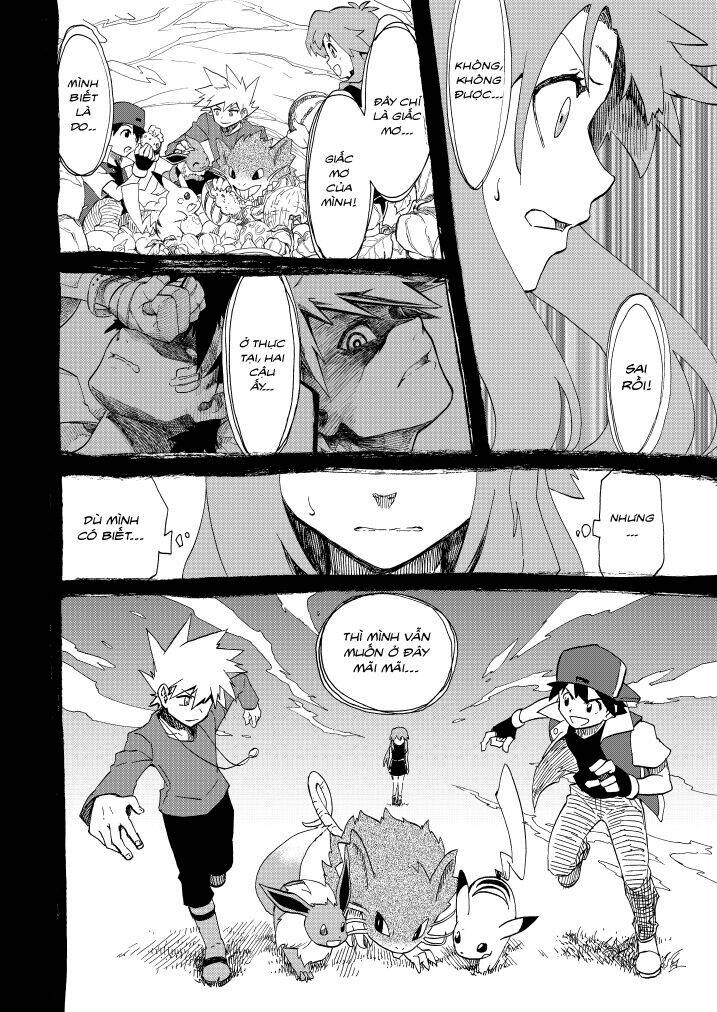 KHÔNG,
KHÔNG
ĐƯỢC...
ĐÂY CHỈ
LÀ GIẤC
MƠ...
GIẤC
MƠ
CỦA
MÌNH!
MÌNH
BIẾT
LÀ
DO...
SAI
RỒI!
Ở THỰC
TẠI, HAI
CẬU
ẤY...
NHƯNG
...
DÙ MÌNH
CÓ BIẾT...
THÌ MÌNH VẪN
MUỐN Ở ĐÂY
MÃI MÃI...